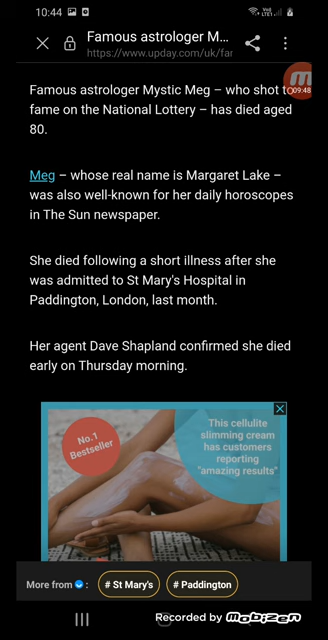 10:44
Vo))
LTE1
Famous astrologer M...
https://www.upday.com/uk/far
09:48
Famous astrologer Mystic Meg – who shot to
fame on the National Lottery – has died aged
80.
Meg – whose real name is Margaret Lake –
was also well-known for her daily horoscopes
in The Sun newspaper.
She died following a short illness after she
was admitted to St Mary's Hospital in
Paddington, London, last month.
Her agent Dave Shapland confirmed she died
early on Thursday morning.
No.1
Bestseller
This cellulite
slimming cream
has customers
reporting
"amazing results"
More from :
# St Mary's
# Paddington
Recorded by mobizen